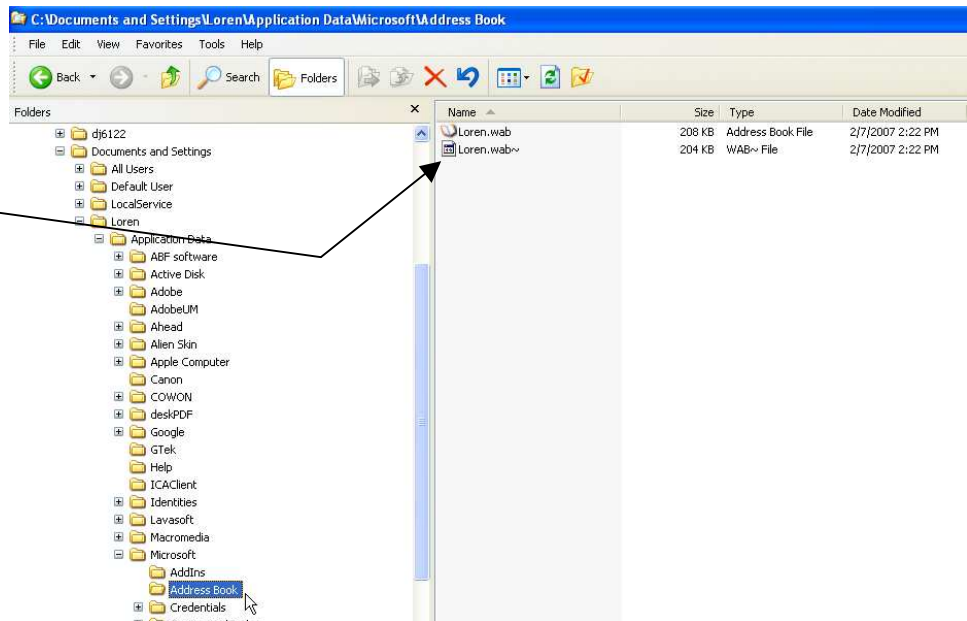 C:\Documents and Settings\Loren\Application Data\Microsoft\Address Book
File Edit View Favorites Tools Help
Back Search Folders
Folders
Name Size Type Date Modified
dj6122
Documents and Settings
All Users
Default User
LocalService
Loren
Application Data
ABF software
Active Disk
Adobe
AdobeUM
Ahead
Alien Skin
Apple Computer
Canon
COWON
deskPDF
Google
GTek
Help
ICAClient
Identities
Lavasoft
Macromedia
Microsoft
AddIns
Address Book
Credentials
Loren.wab 208 KB Address Book File 2/7/2007 2:22 PM
Loren.wab~ 204 KB WAB~ File 2/7/2007 2:22 PM